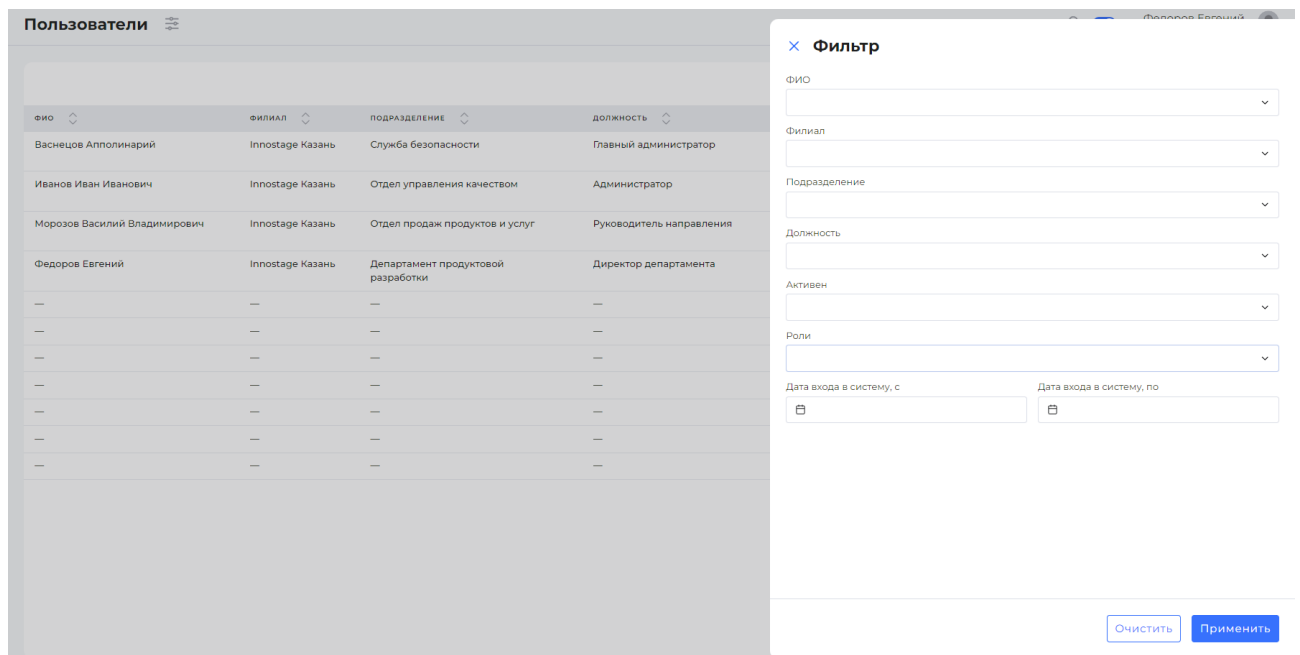 Пользователи
Федоров Евгений
ФИО
ФИЛИАЛ
ПОДРАЗДЕЛЕНИЕ
ДОЛЖНОСТЬ
Васнецов Апполинарий
Innostage Казань
Служба безопасности
Главный администратор
Иванов Иван Иванович
Innostage Казань
Отдел управления качеством
Администратор
Морозов Василий Владимирович
Innostage Казань
Отдел продаж продуктов и услуг
Руководитель направления
Федоров Евгений
Innostage Казань
Департамент продуктовой
разработки
Директор департамента
— — — —
— — — —
— — — —
— — — —
— — — —
— — — —
— — — —
Фильтр
ФИО
Филиал
Подразделение
Должность
Активен
Роли
Дата входа в систему, с
Дата входа в систему, по
Очистить
Применить